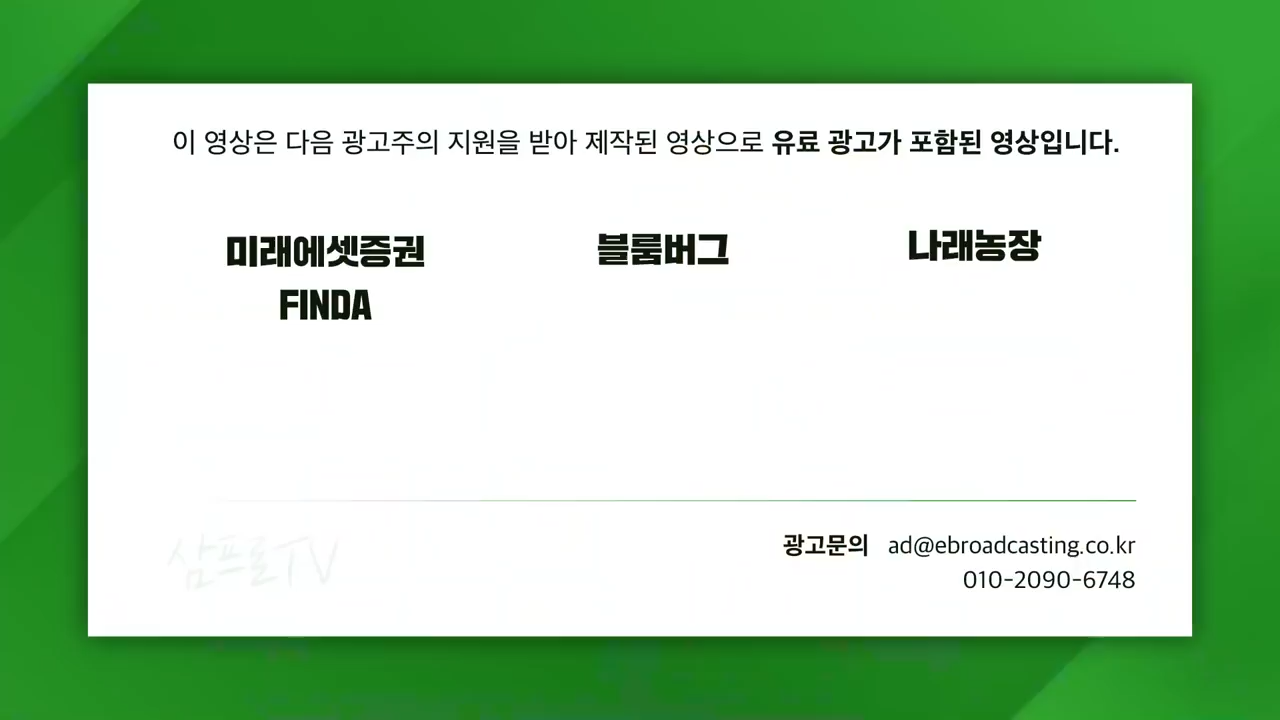 이 영상은 다음 광고주의 지원을 받아 제작된 영상으로 유료 광고가 포함된 영상입니다.
미래에셋증권 블룸버그 나래농장
FINDA
삼프로TV
광고문의 ad@ebroadcasting.co.kr
010-2090-6748